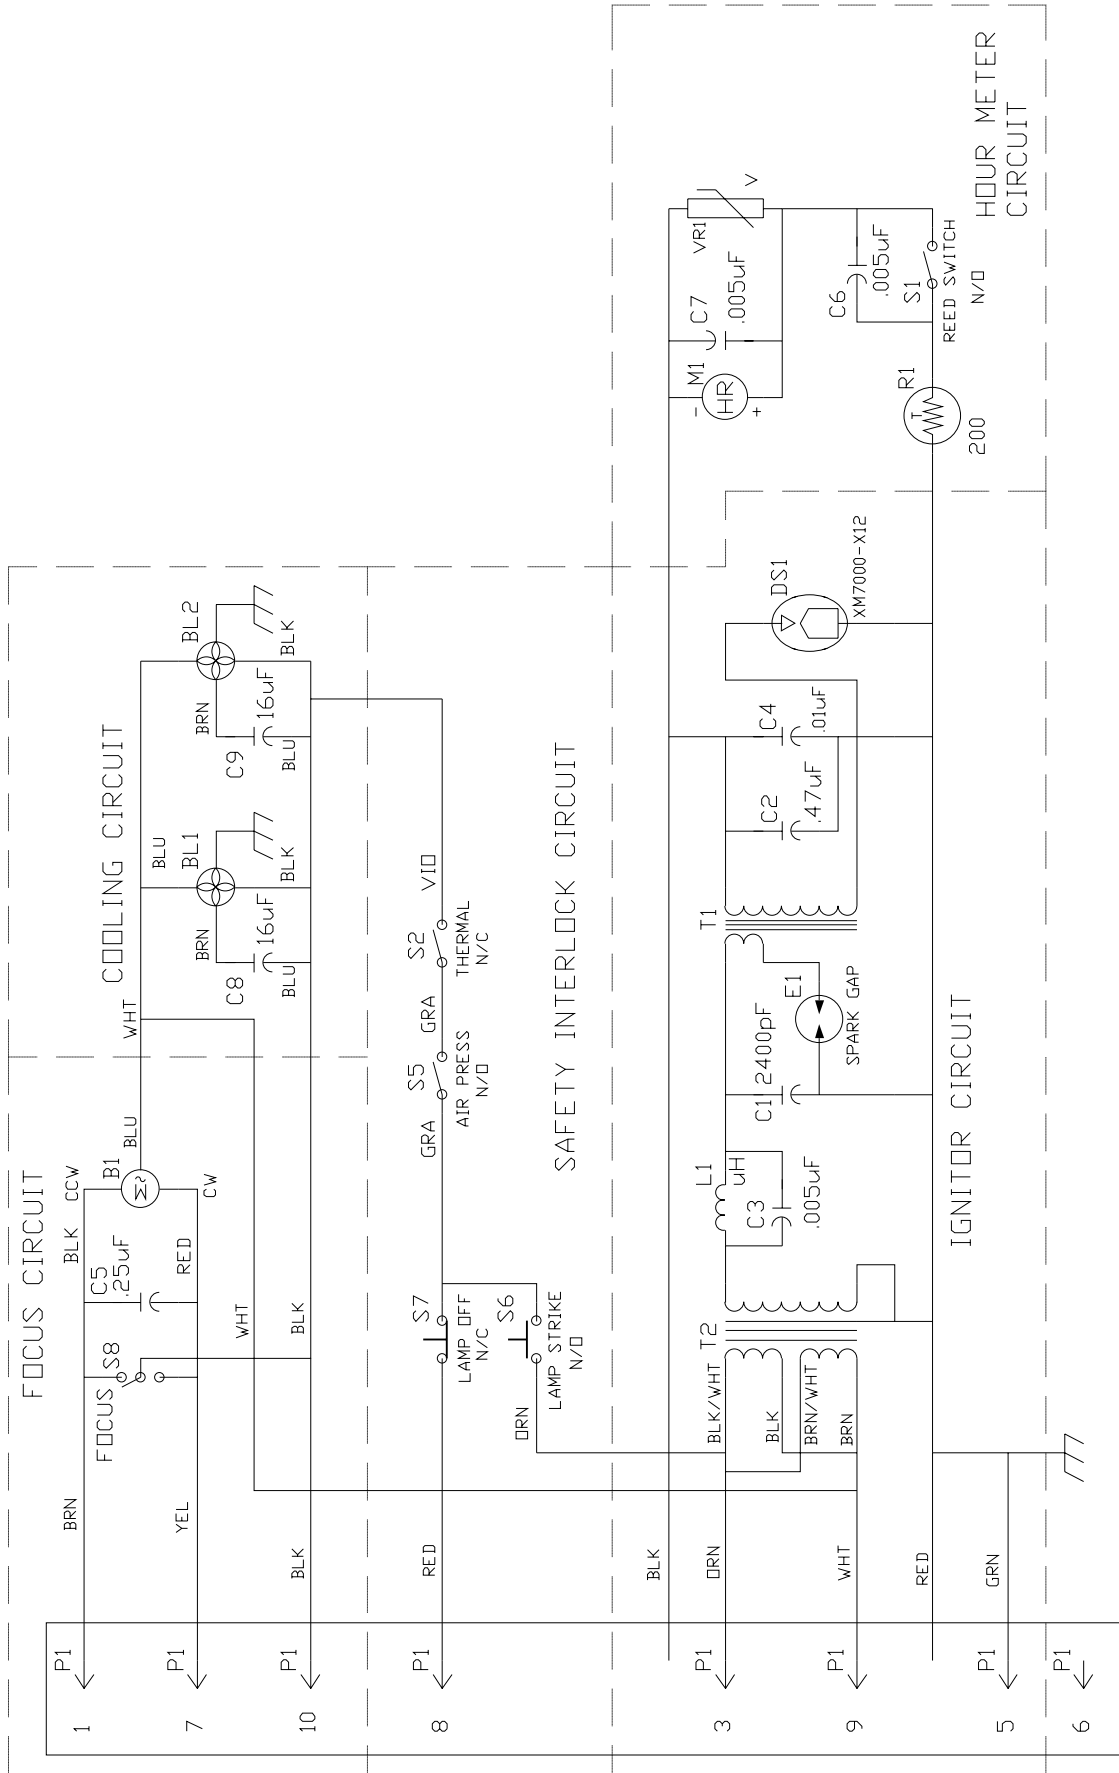 FOCUS CIRCUIT
COOLING CIRCUIT
SAFETY INTERLOCK CIRCUIT
IGNITOR CIRCUIT
HOUR METER
CIRCUIT
1
P1
BRN
FOCUS
S8
C5
.25uF
BLK
CCW
B1
CW
RED
BLU
WHT
7
P1
YEL
WHT
10
P1
BLK
BLK
BLU
BL1
BRN
C8
16uF
BLU
BLK
BL2
BRN
C9
16uF
BLU
BLK
8
P1
RED
S7
LAMP OFF
N/C
S6
LAMP STRIKE
N/O
ORN
GRA
S5
AIR PRESS
N/O
GRA
S2
THERMAL
N/C
VIO
BLK
3
P1
ORN
BLK/WHT
BLK
BRN/WHT
BRN
T2
9
P1
WHT
RED
L1
uH
C3
.005uF
C1
2400pF
E1
SPARK GAP
T1
C2
.47uF
C4
.01uF
DS1
XM7000-X12
-
M1
HR
+
C7
.005uF
VR1
V
C6
.005uF
S1
REED SWITCH
N/O
R1
T
200
5
P1
GRN
6
P1